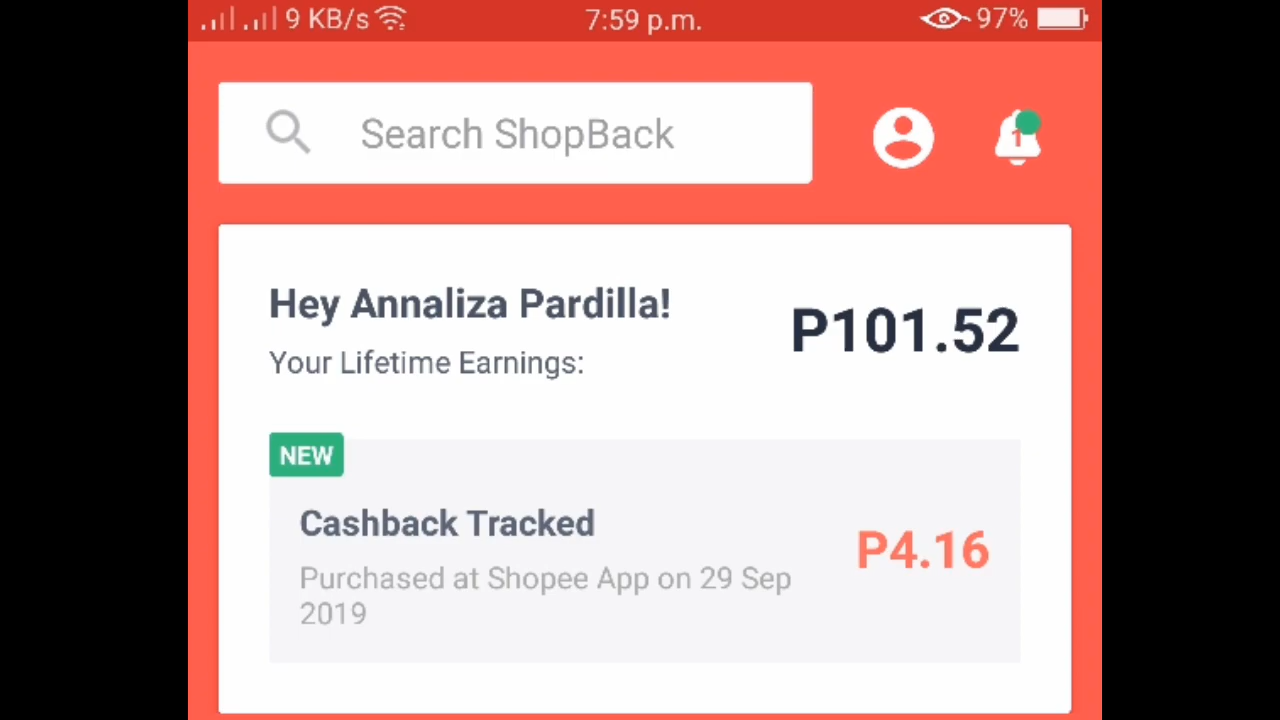 9 KB/s 7:59 p.m. 97%
Search ShopBack
1
Hey Annaliza Pardilla!
Your Lifetime Earnings:
P101.52
NEW
Cashback Tracked
Purchased at Shopee App on 29 Sep
2019
P4.16